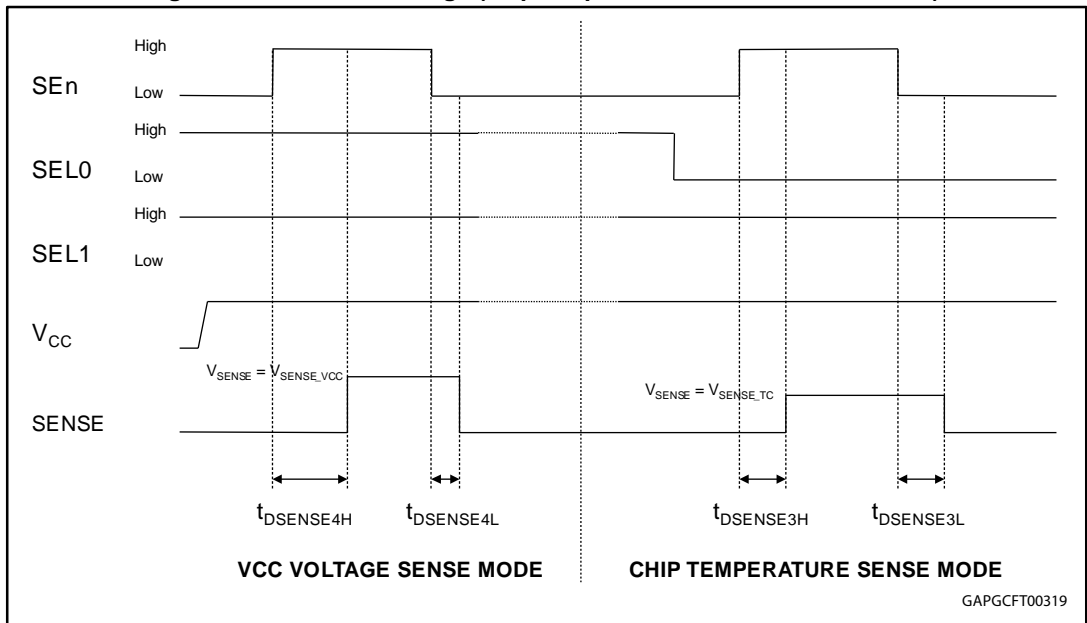 High
SEn
Low
High
SEL0
Low
High
SEL1
Low
VCC
VSENSE = VSENSE_VCC
VSENSE = VSENSE_TC
SENSE
tDSENSE4H tDSENSE4L tDSENSE3H tDSENSE3L
VCC VOLTAGE SENSE MODE CHIP TEMPERATURE SENSE MODE
GAPGCFT00319